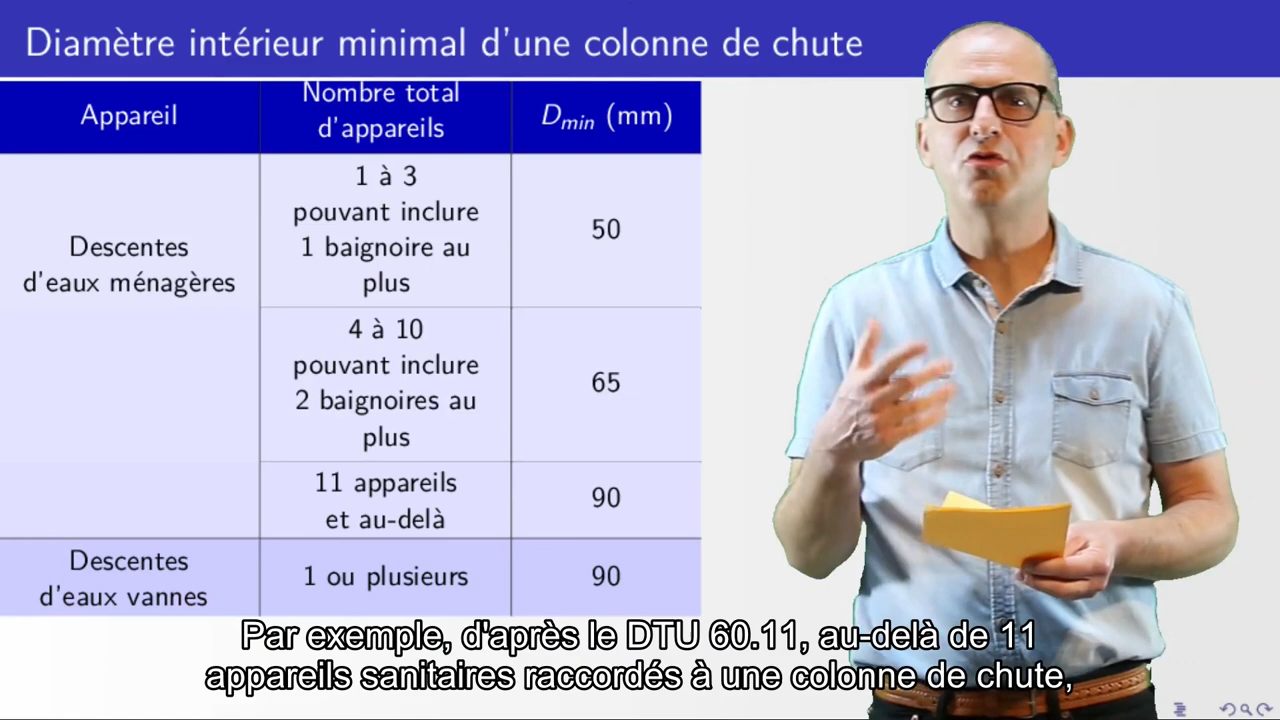 Diamètre intérieur minimal d'une colonne de chute
Appareil
Nombre total
d'appareils
Dmin (mm)
Descentes
d'eaux ménagères
1 à 3
pouvant inclure
1 baignoire au
plus
50
4 à 10
pouvant inclure
2 baignoires au
plus
65
11 appareils
et au-delà
90
Descentes
d'eaux vannes
1 ou plusieurs
90
Par exemple, d'après le DTU 60.11, au-delà de 11
appareils sanitaires raccordés à une colonne de chute,